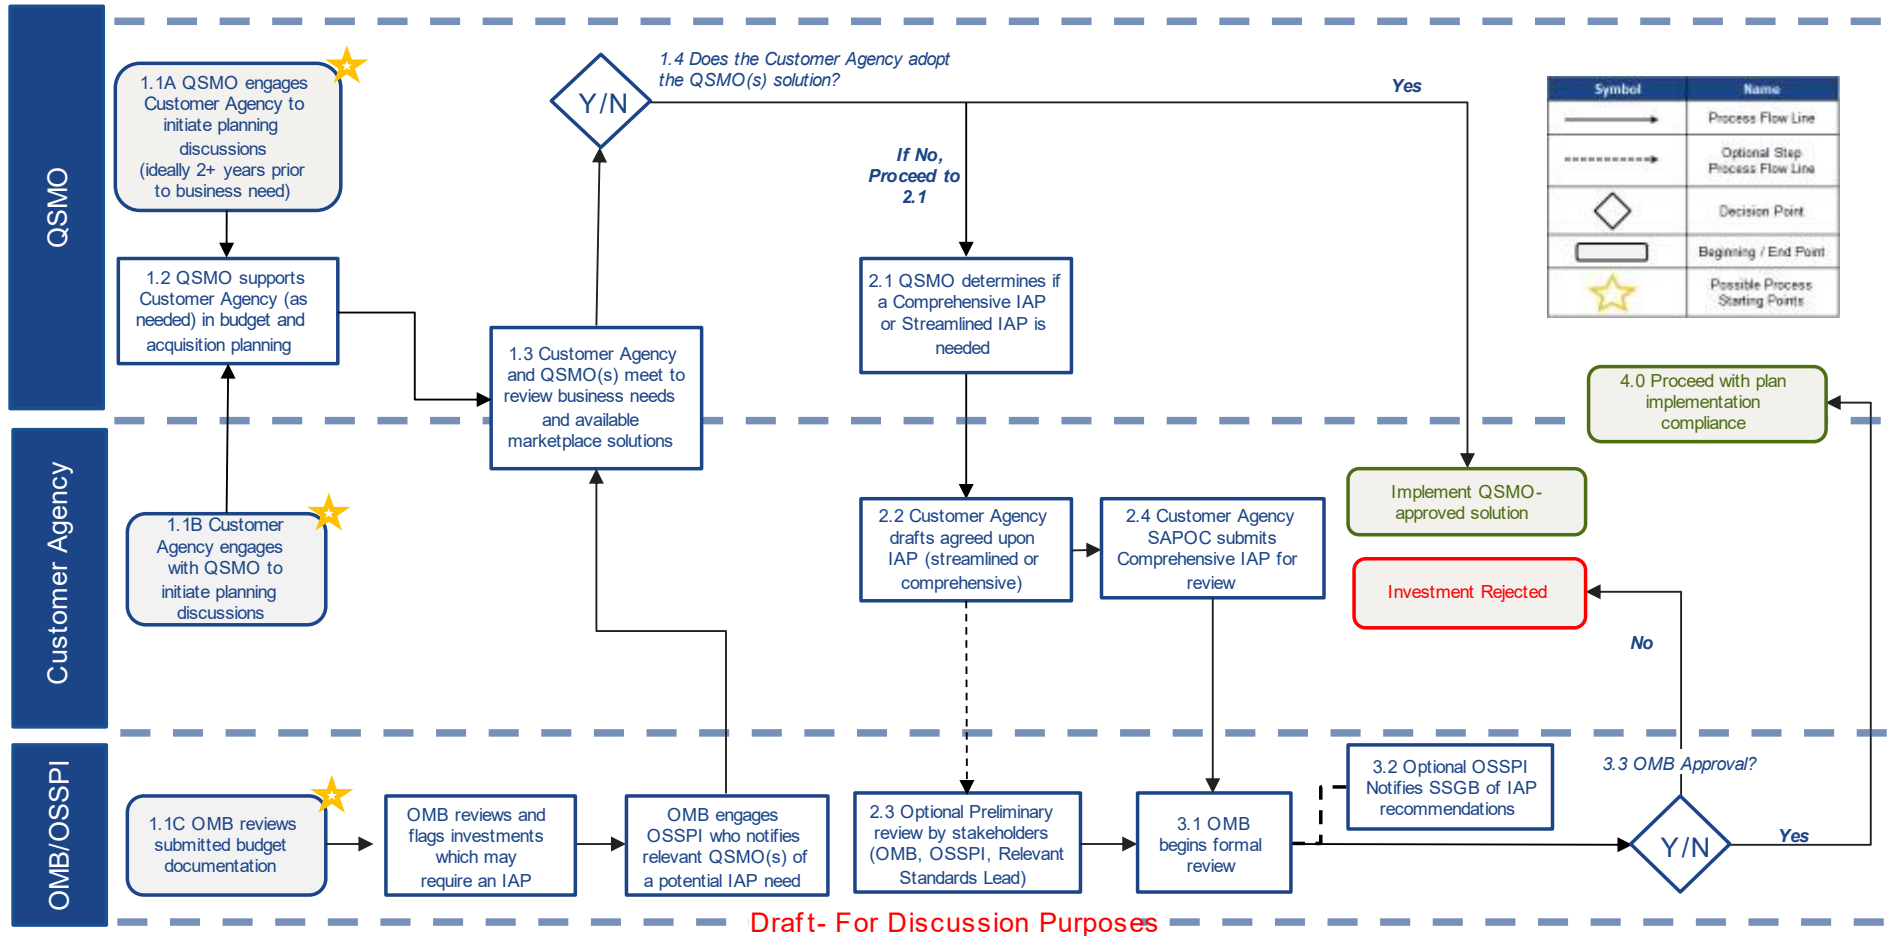 QSMO
1.1A QSMO engages
Customer Agency to
initiate planning
discussions
(ideally 2+ years prior
to business need)
1.2 QSMO supports
Customer Agency (as
needed) in budget and
acquisition planning
1.3 Customer Agency
and QSMO(s) meet to
review business needs
and available
marketplace solutions
Y/N
1.4 Does the Customer Agency adopt
the QSMO(s) solution?
Yes
If No,
Proceed to
2.1
2.1 QSMO determines if
a Comprehensive IAP
or Streamlined IAP is
needed
Symbol
Name
Process Flow Line
Optional Step
Process Flow Line
Decision Point
Beginning / End Point
Possible Process
Starting Points
4.0 Proceed with plan
implementation
compliance
Customer Agency
1.1B Customer
Agency engages
with QSMO to
initiate planning
discussions
2.2 Customer Agency
drafts agreed upon
IAP (streamlined or
comprehensive)
2.4 Customer Agency
SAPOC submits
Comprehensive IAP for
review
Implement QSMO-
approved solution
Investment Rejected
No
OMB/OSSPI
1.1C OMB reviews
submitted budget
documentation
OMB reviews and
flags investments
which may
require an IAP
OMB engages
OSSPI who notifies
relevant QSMO(s) of
a potential IAP need
2.3 Optional Preliminary
review by stakeholders
(OMB, OSSPI, Relevant
Standards Lead)
3.1 OMB
begins formal
review
3.2 Optional OSSPI
Notifies SSGB of IAP
recommendations
3.3 OMB Approval?
Y/N
Yes
Draft- For Discussion Purposes